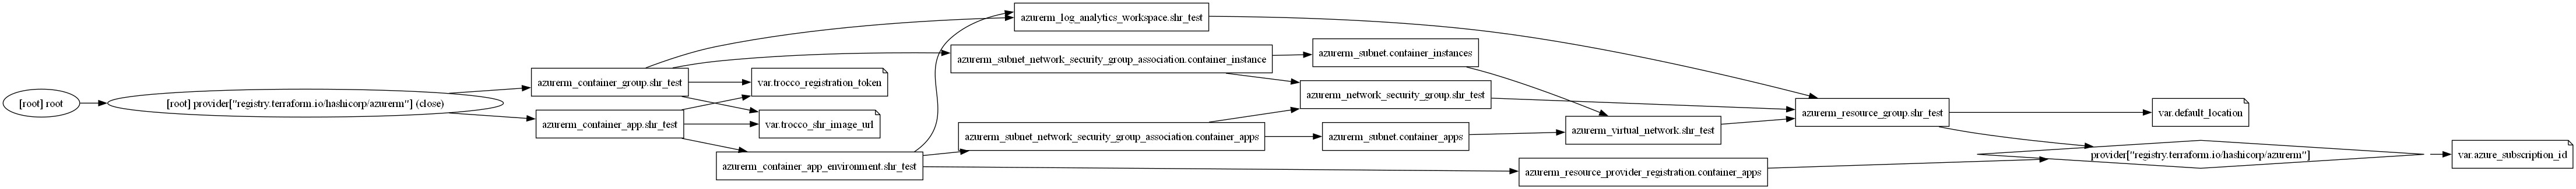 [root] root
[root] provider["registry.terraform.io/hashicorp/azurerm"] (close)
azurerm_container_group.shr_test
azurerm_container_app.shr_test
var.trocco_registration_token
var.trocco_shr_image_url
azurerm_container_app_environment.shr_test
azurerm_log_analytics_workspace.shr_test
azurerm_subnet_network_security_group_association.container_instance
azurerm_subnet_network_security_group_association.container_apps
azurerm_subnet.container_instances
azurerm_network_security_group.shr_test
azurerm_subnet.container_apps
azurerm_virtual_network.shr_test
azurerm_resource_provider_registration.container_apps
azurerm_resource_group.shr_test
var.default_location
provider["registry.terraform.io/hashicorp/azurerm"]
var.azure_subscription_id